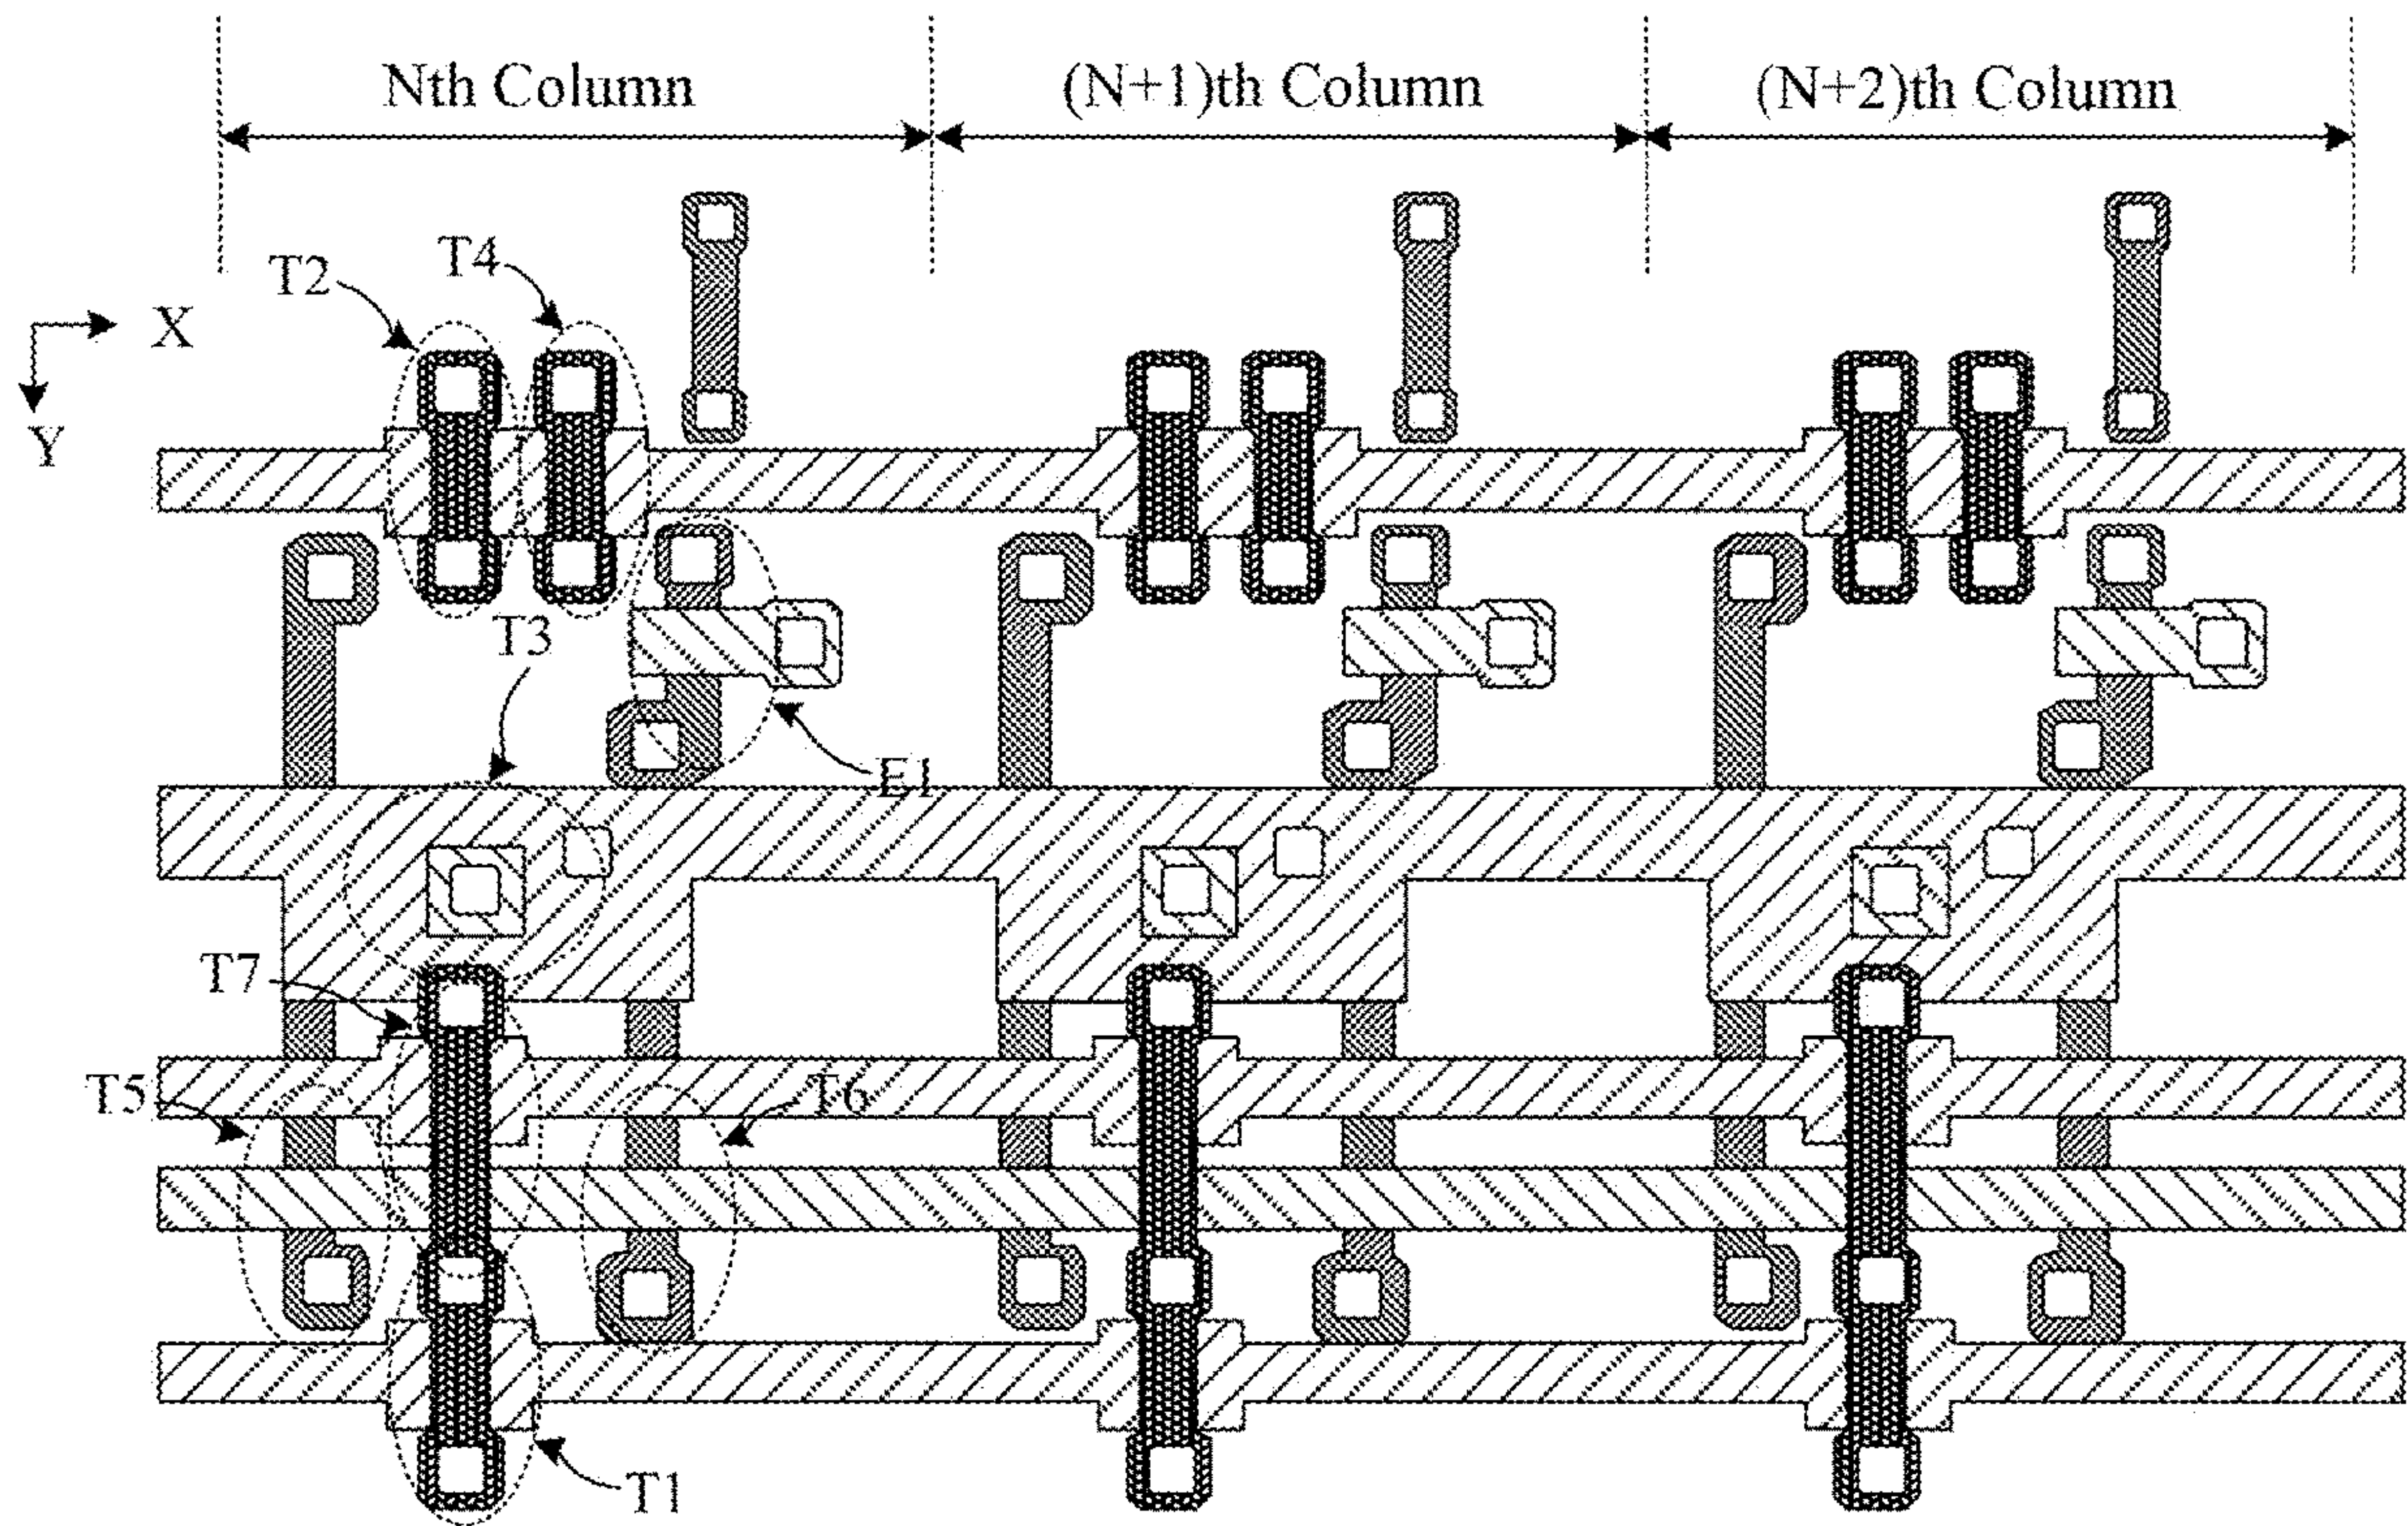 Nth Column
(N+1)th Column
(N+2)th Column
T4
T2
X
Y
T3
E1
T7
T5
T6
T1